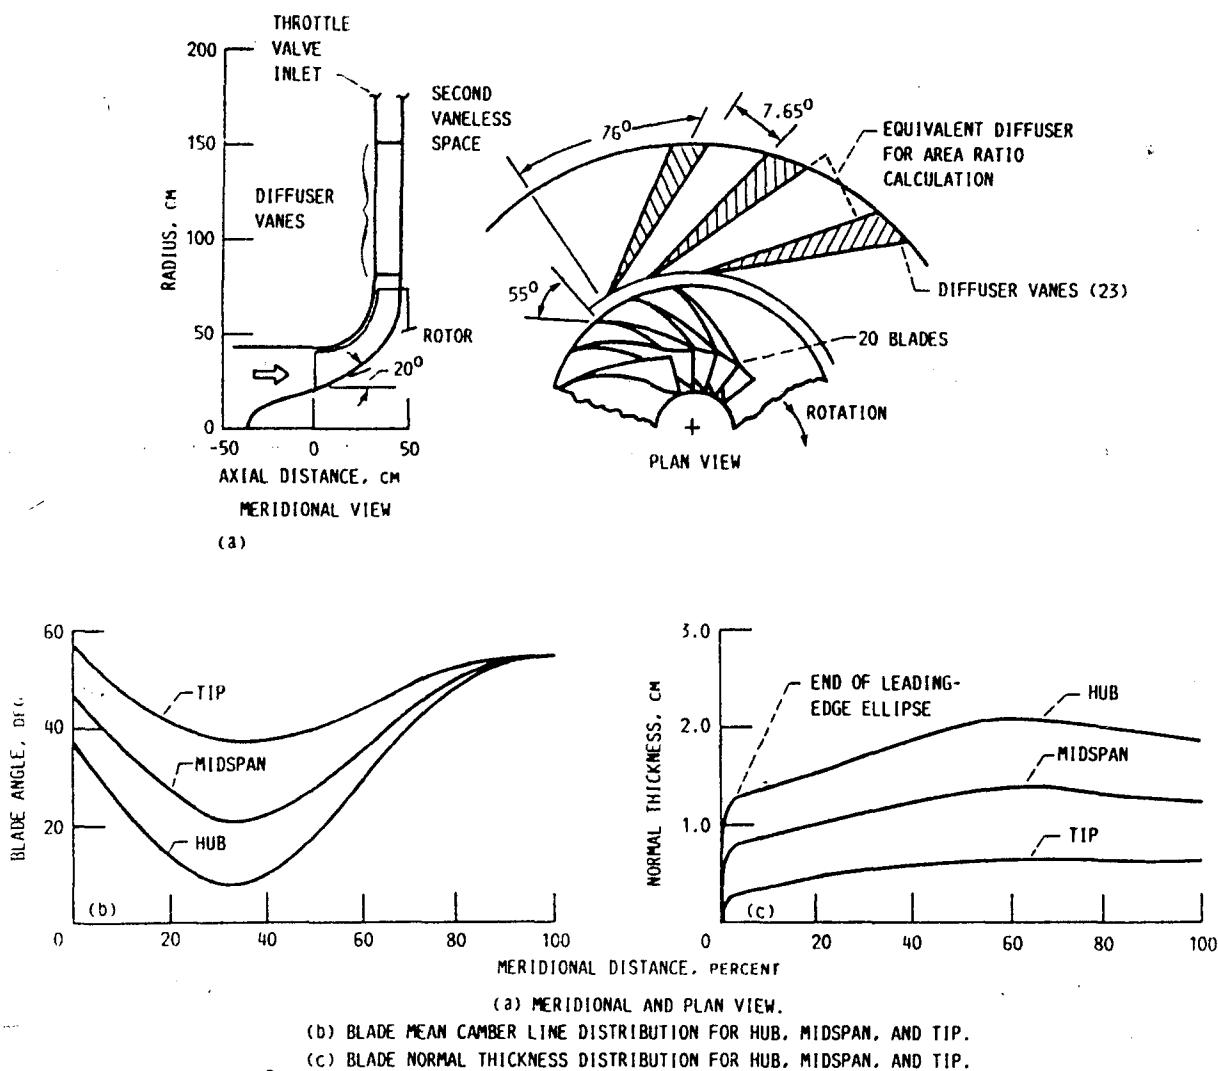 THROTTLE
VALVE
INLET
200
150
100
50
0
RADIUS, CM
SECOND
VANELESS
SPACE
DIFFUSER
VANES
ROTOR
20°
-50
0
50
AXIAL DISTANCE, CM
MERIDIONAL VIEW
(a)
76°
7.65°
EQUIVALENT DIFFUSER
FOR AREA RATIO
CALCULATION
55°
DIFFUSER VANES (23)
20 BLADES
ROTATION
PLAN VIEW
60
40
20
0
BLADE ANGLE, DEG
TIP
MIDSPAN
HUB
(b)
20
40
60
80
100
3.0
2.0
1.0
0
NORMAL THICKNESS, CM
END OF LEADING-
EDGE ELLIPSE
HUB
MIDSPAN
TIP
(c)
20
40
60
80
100
MERIDIONAL DISTANCE, PERCENT
(a) MERIDIONAL AND PLAN VIEW.
(b) BLADE MEAN CAMBER LINE DISTRIBUTION FOR HUB, MIDSPAN, AND TIP.
(c) BLADE NORMAL THICKNESS DISTRIBUTION FOR HUB, MIDSPAN, AND TIP.